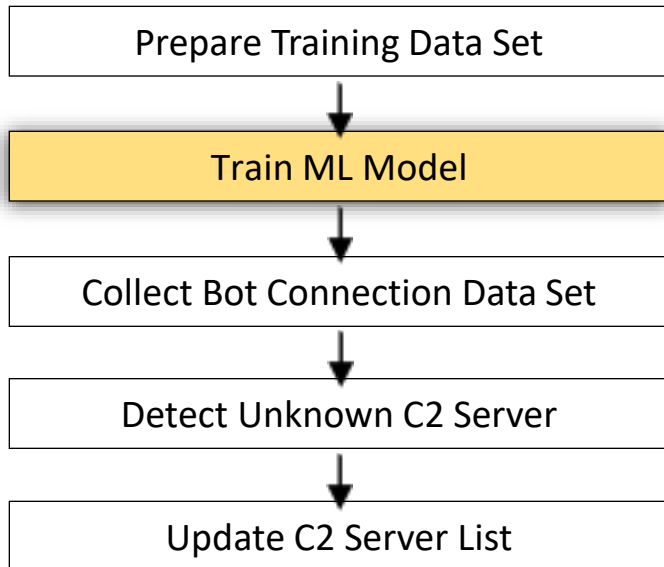 Prepare Training Data Set
Train ML Model
Collect Bot Connection Data Set
Detect Unknown C2 Server
Update C2 Server List